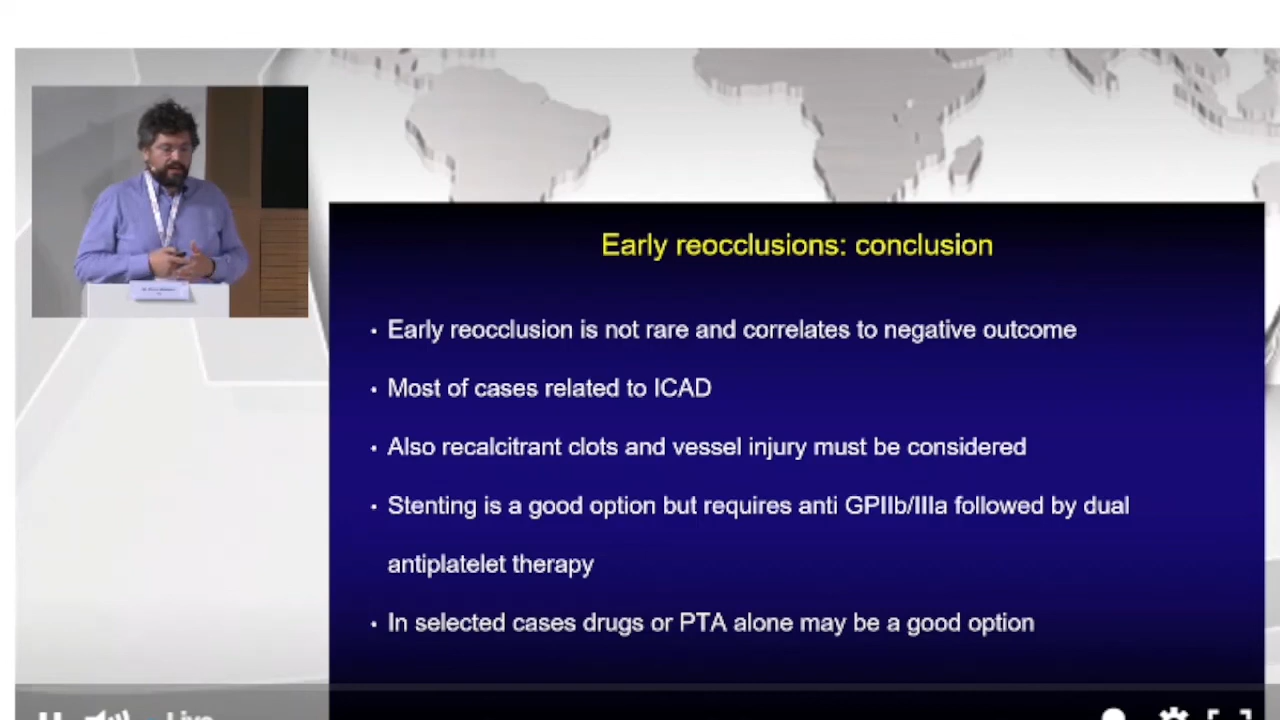 Early reocclusions: conclusion
• Early reocclusion is not rare and correlates to negative outcome
• Most of cases related to ICAD
• Also recalcitrant clots and vessel injury must be considered
• Stenting is a good option but requires anti GPIIb/IIIa followed by dual
antiplatelet therapy
• In selected cases drugs or PTA alone may be a good option
Live